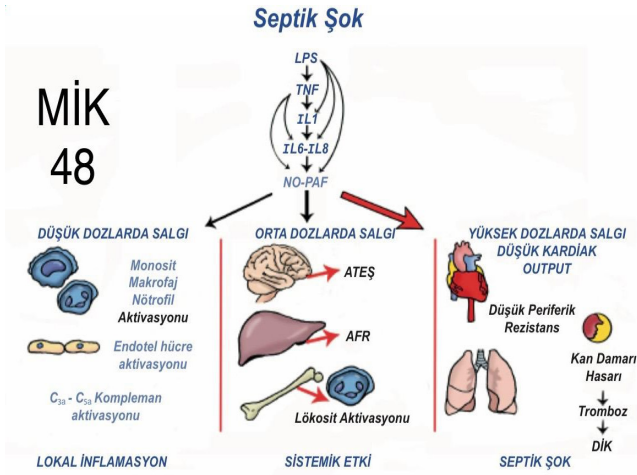 Septik Şok
MİK
48
LPS
TNF
IL1
IL6-IL8
NO-PAF
DÜŞÜK DOZLARDA SALGI
Monosit
Makrofaj
Nötrofil
Aktivasyonu
Endotel hücre
aktivasyonu
C3a - C5a Kompleman
aktivasyonu
LOKAL İNFLAMASYON
ORTA DOZLARDA SALGI
ATEŞ
AFR
Lökosit Aktivasyonu
SİSTEMİK ETKİ
YÜKSEK DOZLARDA SALGI
DÜŞÜK KARDİAK
OUTPUT
Düşük Periferik
Rezistans
Kan Damarı
Hasarı
Tromboz
DİK
SEPTİK ŞOK